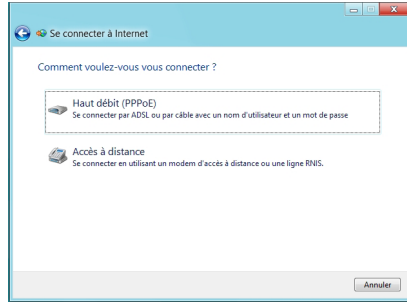 Se connecter à Internet
Comment voulez-vous vous connecter ?
Haut débit (PPPoE)
Se connecter par ADSL ou par câble avec un nom d'utilisateur et un mot de passe
Accès à distance
Se connecter en utilisant un modem d'accès à distance ou une ligne RNIS.
Annuler